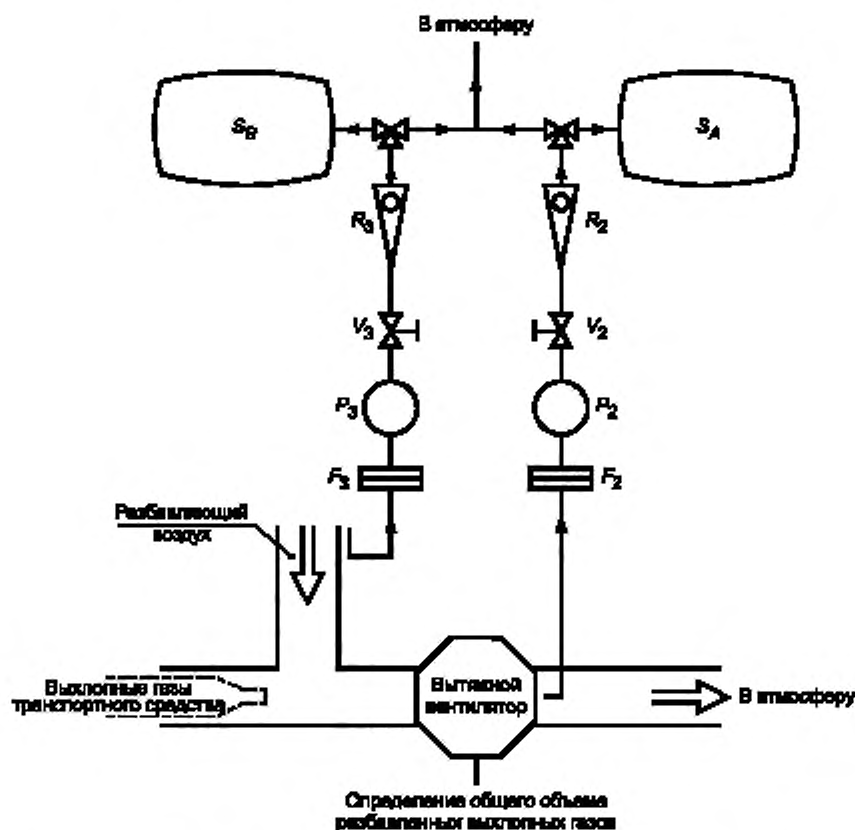 В атмосферу
S_B
S_A
R_3
R_2
V_3
V_2
P_3
P_2
F_3
F_2
Разбавляющий
воздух
Выхлопные газы
транспортного средства
Вытяжной
вентилятор
В атмосферу
Определение общего объема
разбавленных выхлопных газов